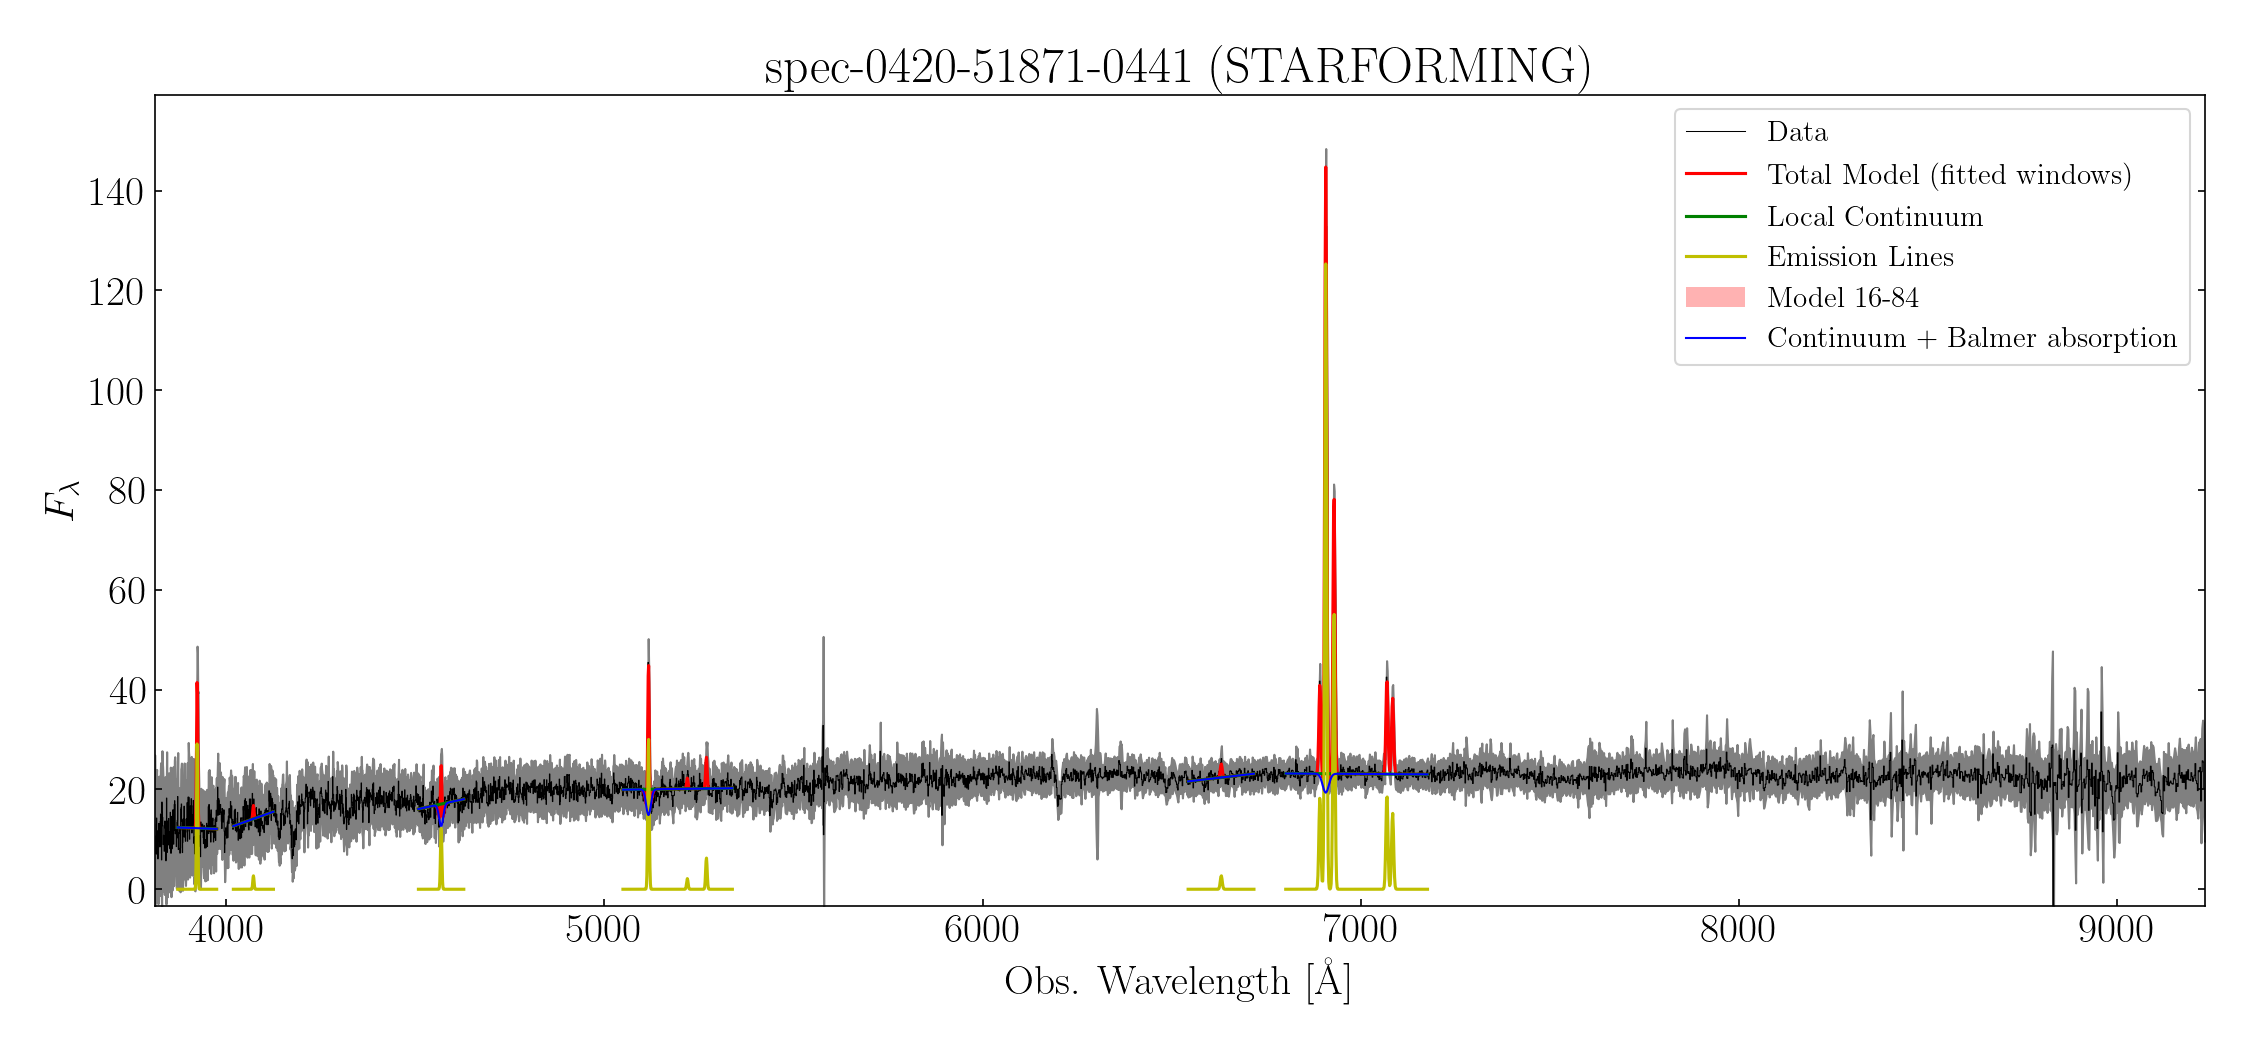 spec-0420-51871-0441 (STARFORMING)
Data
Total Model (fitted windows)
Local Continuum
Emission Lines
Model 16-84
Continuum + Balmer absorption
140
120
100
80
60
40
20
0
F_λ
4000 5000 6000 7000 8000 9000
Obs. Wavelength [Å]